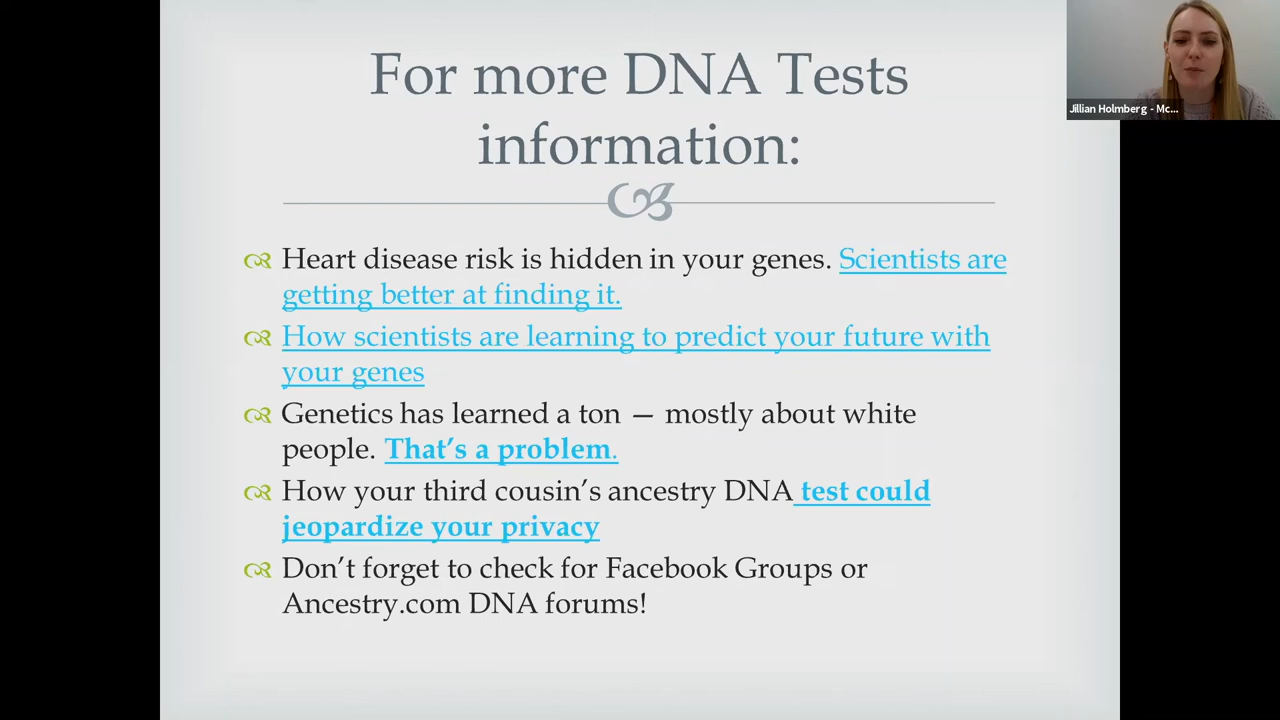 For more DNA Tests
information:
Heart disease risk is hidden in your genes. Scientists are
getting better at finding it.
How scientists are learning to predict your future with
your genes
Genetics has learned a ton — mostly about white
people. That’s a problem.
How your third cousin’s ancestry DNA test could
jeopardize your privacy
Don’t forget to check for Facebook Groups or
Ancestry.com DNA forums!
Jillian Holmberg - Mc...